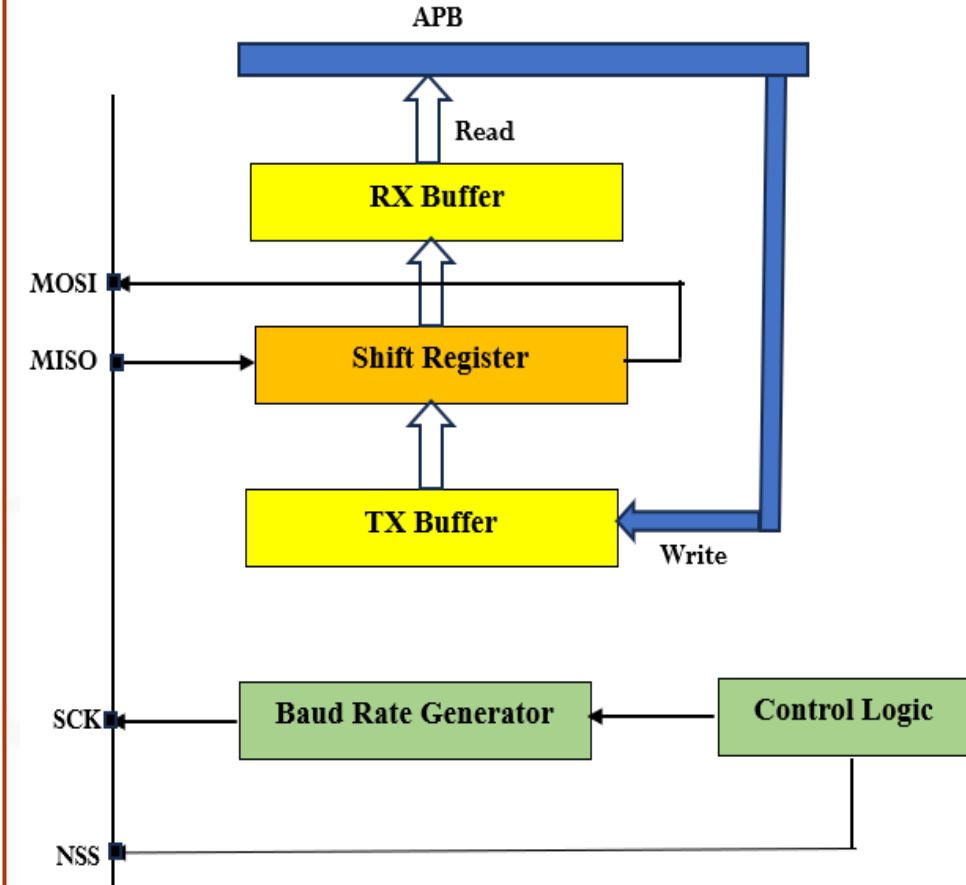 APB
Read
RX Buffer
MOSI
MISO
Shift Register
TX Buffer
Write
SCK
Baud Rate Generator
Control Logic
NSS